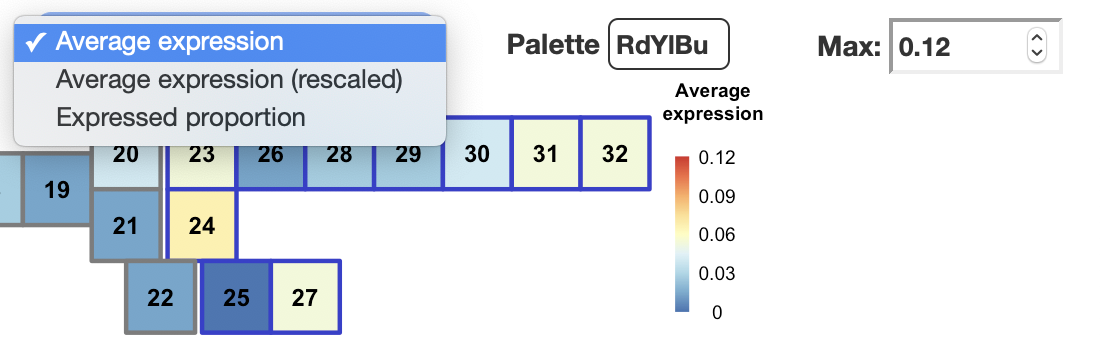 ✓ Average expression
Average expression (rescaled)
Expressed proportion
Palette RdYlBu
Max: 0.12
Average
expression
0.12
0.09
0.06
0.03
0
20 23 26 28 29 30 31 32
19
21 24
22 25 27